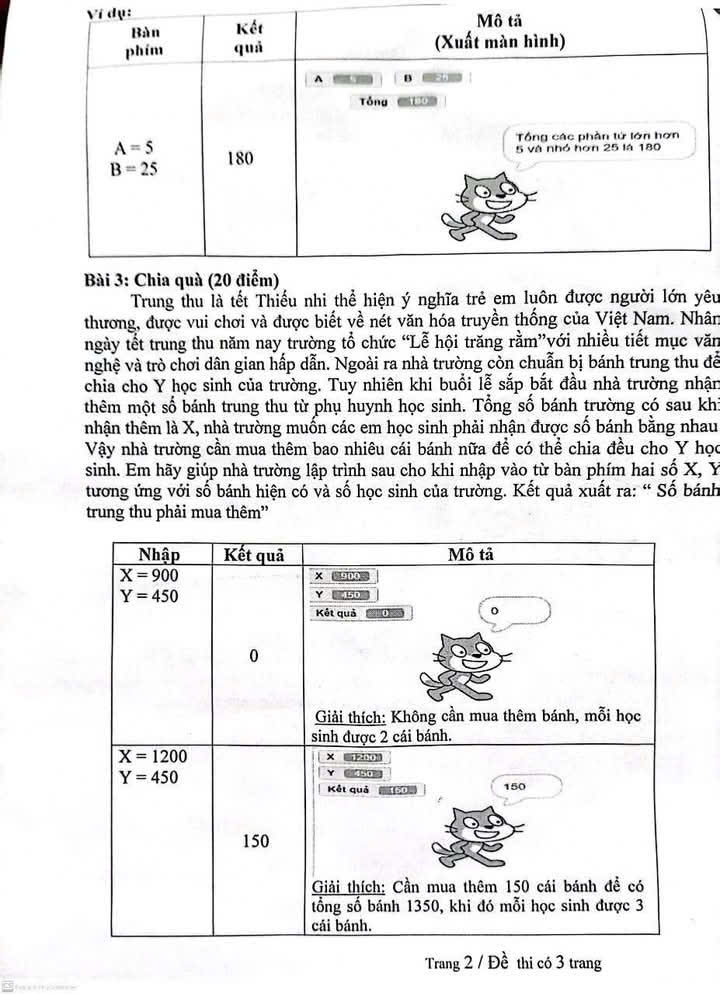 Ví dụ:
Bàn phím
Kết quả
Mô tả
(Xuất màn hình)
A = 5
B = 25
180
A 5 B 25
Tổng 180
Tổng các phần tử lớn hơn
5 và nhỏ hơn 25 là 180
Bài 3: Chia quà (20 điểm)
Trung thu là tết Thiếu nhi thể hiện ý nghĩa trẻ em luôn được người lớn yêu
thương, được vui chơi và được biết về nét văn hóa truyền thống của Việt Nam. Nhân
ngày tết trung thu năm nay trường tổ chức “Lễ hội trăng rằm”với nhiều tiết mục văn
nghệ và trò chơi dân gian hấp dẫn. Ngoài ra nhà trường còn chuẩn bị bánh trung thu để
chia cho Y học sinh của trường. Tuy nhiên khi buổi lễ sắp bắt đầu nhà trường nhận
thêm một số bánh trung thu từ phụ huynh học sinh. Tổng số bánh trường có sau khi
nhận thêm là X, nhà trường muốn các em học sinh phải nhận được số bánh bằng nhau
Vậy nhà trường cần mua thêm bao nhiêu cái bánh nữa để có thể chia đều cho Y học
sinh. Em hãy giúp nhà trường lập trình sau cho khi nhập vào từ bàn phím hai số X, Y
tương ứng với số bánh hiện có và số học sinh của trường. Kết quả xuất ra: “ Số bánh
trung thu phải mua thêm”
Nhập
Kết quả
Mô tả
X = 900
Y = 450
0
X 900
Y 450
Kết quả 0
0
Giải thích: Không cần mua thêm bánh, mỗi học
sinh được 2 cái bánh.
X = 1200
Y = 450
150
X 1200
Y 450
Kết quả 150
150
Giải thích: Cần mua thêm 150 cái bánh để có
tổng số bánh 1350, khi đó mỗi học sinh được 3
cái bánh.
Trang 2 / Đề thi có 3 trang
CS